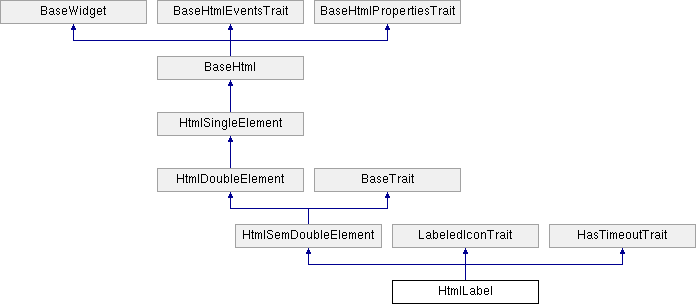 BaseWidget
BaseHtmlEventsTrait
BaseHtmlPropertiesTrait
BaseHtml
HtmlSingleElement
HtmlDoubleElement
BaseTrait
HtmlSemDoubleElement
LabeledIconTrait
HasTimeoutTrait
HtmlLabel